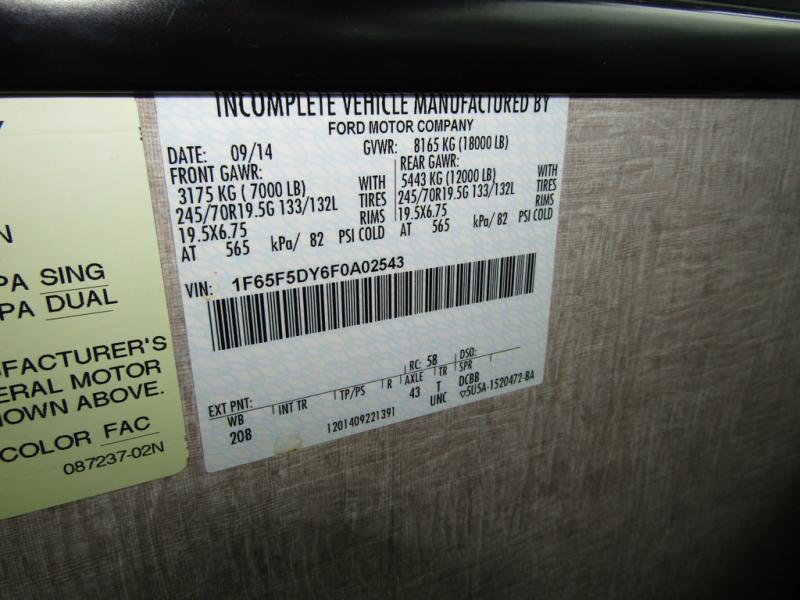 N
PA SING
PA DUAL
FACTURER'S
ERAL MOTOR
OWN ABOVE.
COLOR FAC
087237-02N
INCOMPLETE VEHICLE MANUFACTURED BY
FORD MOTOR COMPANY
DATE: 09/14 GVWR: 8165 KG (18000 LB)
FRONT GAWR: REAR GAWR:
3175 KG ( 7000 LB) WITH 5443 KG (12000 LB) WITH
245/70R19.5G 133/132L TIRES 245/70R19.5G 133/132L TIRES
19.5X6.75 RIMS 19.5X6.75 RIMS
AT 565 kPa/ 82 PSI COLD AT 565 kPa/ 82 PSI COLD
VIN: 1F65F5DY6F0A02543
EXT PNT: RC: 58 DSO:
WB INT TR TP/PS R AXLE TR SPR
208 43 T DCBB
UNC ▽5U5A-1520472-BA
1201409221391